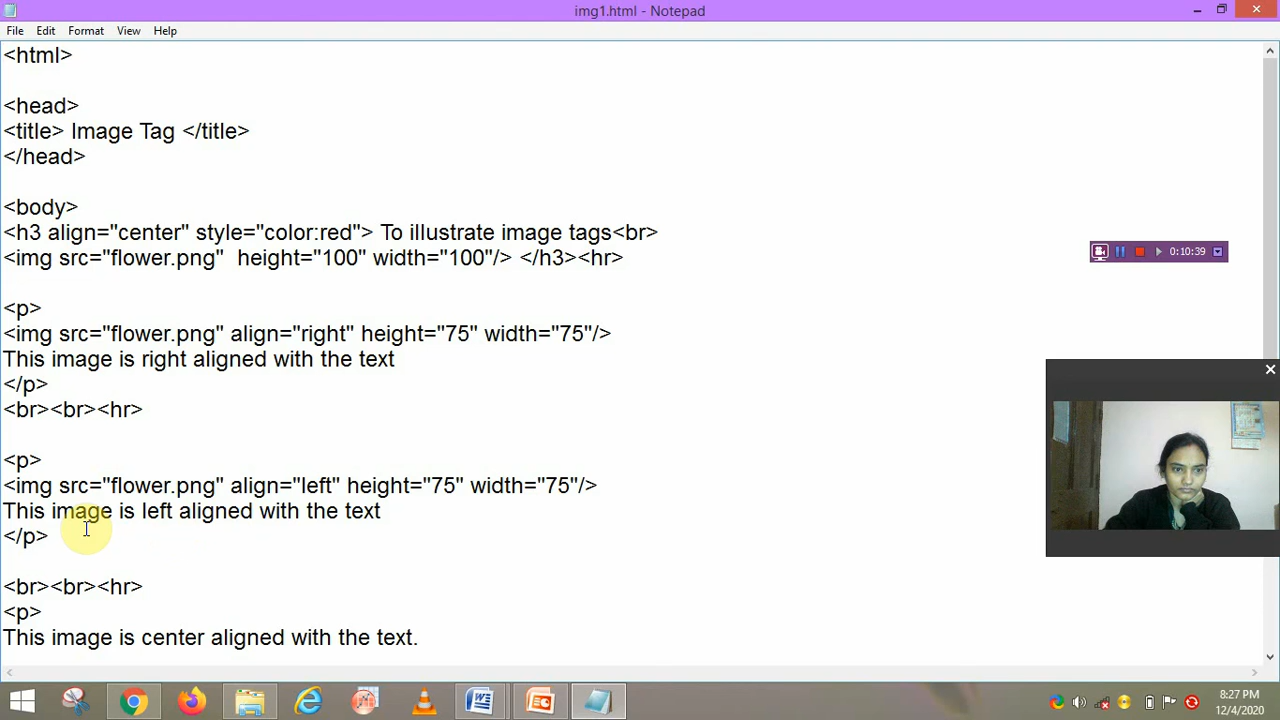 img1.html - Notepad
File Edit Format View Help
<html>
<head>
<title> Image Tag </title>
</head>
<body>
<h3 align="center" style="color:red"> To illustrate image tags<br>
<img src="flower.png"  height="100" width="100"/> </h3><hr>
0:10:39
<p>
<img src="flower.png" align="right" height="75" width="75"/>
This image is right aligned with the text
</p>
<br><br><hr>
<p>
<img src="flower.png" align="left" height="75" width="75"/>
This image is left aligned with the text
</p>
<br><br><hr>
<p>
This image is center aligned with the text.
8:27 PM
12/4/2020